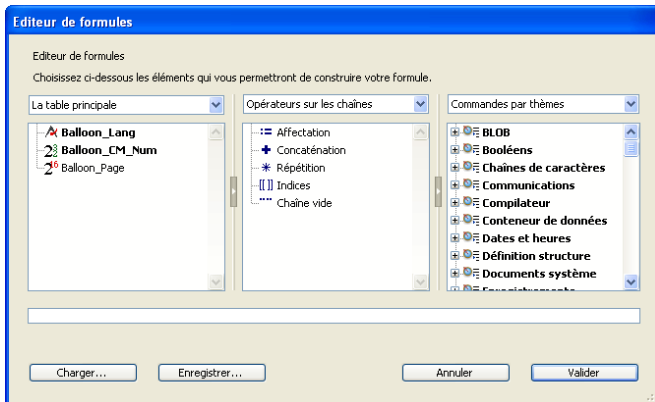 Editeur de formules
Editeur de formules
Choisissez ci-dessous les éléments qui vous permettront de construire votre formule.
La table principale
Opérateurs sur les chaînes
Commandes par thèmes
Balloon_Lang
Balloon_CM_Num
Balloon_Page
:= Affectation
+ Concaténation
* Répétition
[[ ]] Indices
"" Chaîne vide
BLOB
Booléens
Chaînes de caractères
Communications
Compilateur
Conteneur de données
Dates et heures
Définition structure
Documents système
Enregistrements
Charger...
Enregistrer...
Annuler
Valider